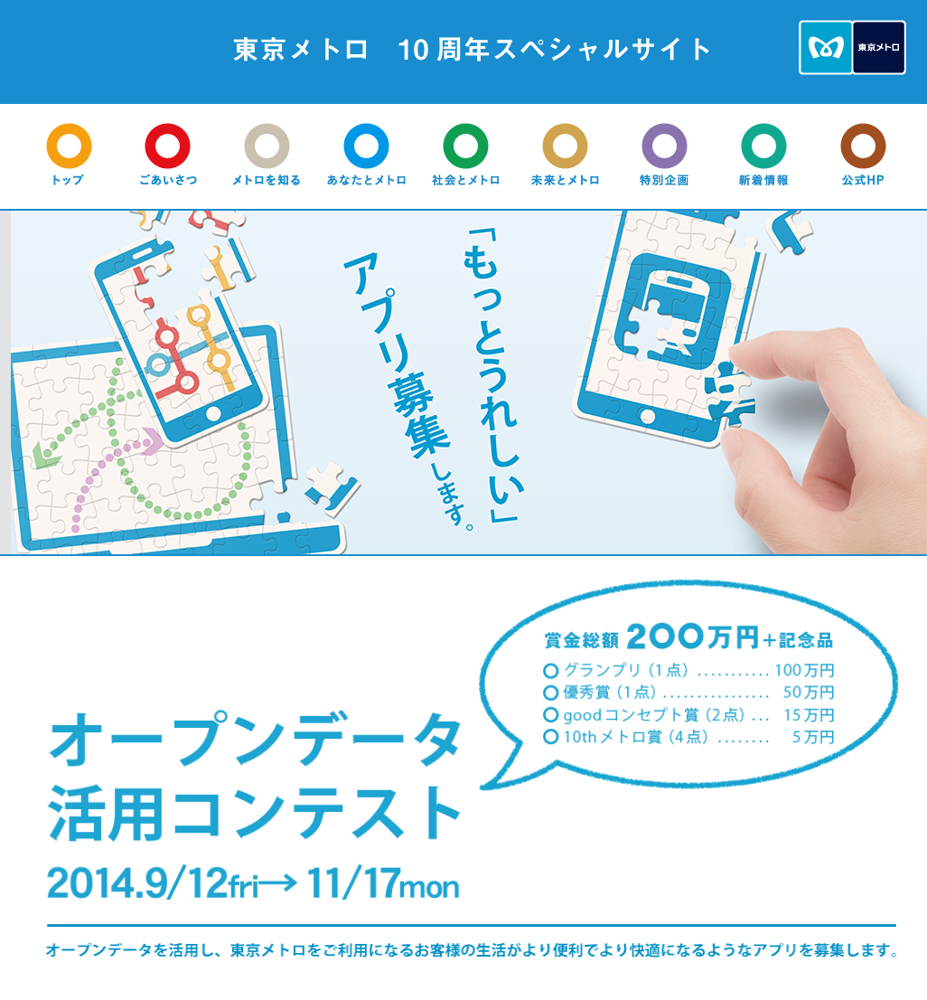 東京メトロ 10周年スペシャルサイト
東京メトロ
トップ
ごあいさつ
メトロを知る
あなたとメトロ
社会とメトロ
未来とメトロ
特別企画
新着情報
公式HP
「もっとうれしい」
アプリ募集します。
賞金総額 200万円+記念品
グランプリ（1点）........... 100万円
優秀賞（1点）................ 50万円
goodコンセプト賞（2点）... 15万円
10thメトロ賞（4点）........ 5万円
オープンデータ
活用コンテスト
2014.9/12fri→ 11/17mon
オープンデータを活用し、東京メトロをご利用になるお客様の生活がより便利でより快適になるようなアプリを募集します。